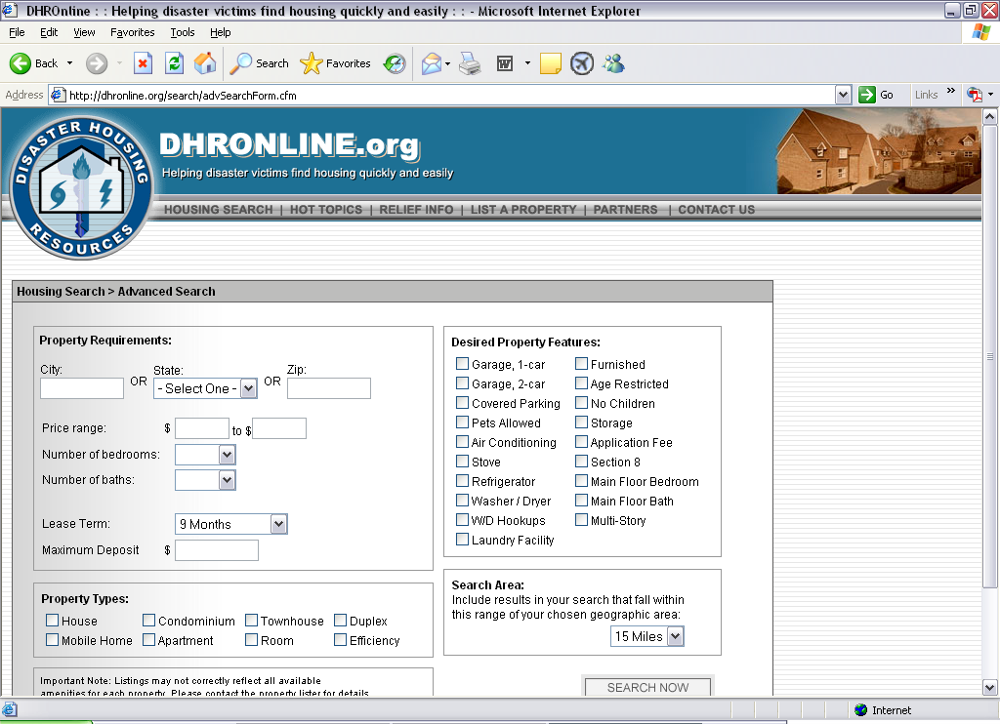 DHROnline : : Helping disaster victims find housing quickly and easily : : - Microsoft Internet Explorer
File Edit View Favorites Tools Help
Back Search Favorites
Address http://dhronline.org/search/advSearchForm.cfm Go Links »
DISASTER HOUSING RESOURCES
DHRONLINE.org
Helping disaster victims find housing quickly and easily
HOUSING SEARCH | HOT TOPICS | RELIEF INFO | LIST A PROPERTY | PARTNERS | CONTACT US
Housing Search > Advanced Search
Property Requirements:
City: OR State: OR Zip:
- Select One -
Price range: $ to $
Number of bedrooms:
Number of baths:
Lease Term: 9 Months
Maximum Deposit $
Property Types:
House Condominium Townhouse Duplex
Mobile Home Apartment Room Efficiency
Important Note: Listings may not correctly reflect all available
amenities for each property. Please contact the property lister for details
Desired Property Features:
Garage, 1-car Furnished
Garage, 2-car Age Restricted
Covered Parking No Children
Pets Allowed Storage
Air Conditioning Application Fee
Stove Section 8
Refrigerator Main Floor Bedroom
Washer / Dryer Main Floor Bath
W/D Hookups Multi-Story
Laundry Facility
Search Area:
Include results in your search that fall within
this range of your chosen geographic area:
15 Miles
SEARCH NOW
Internet